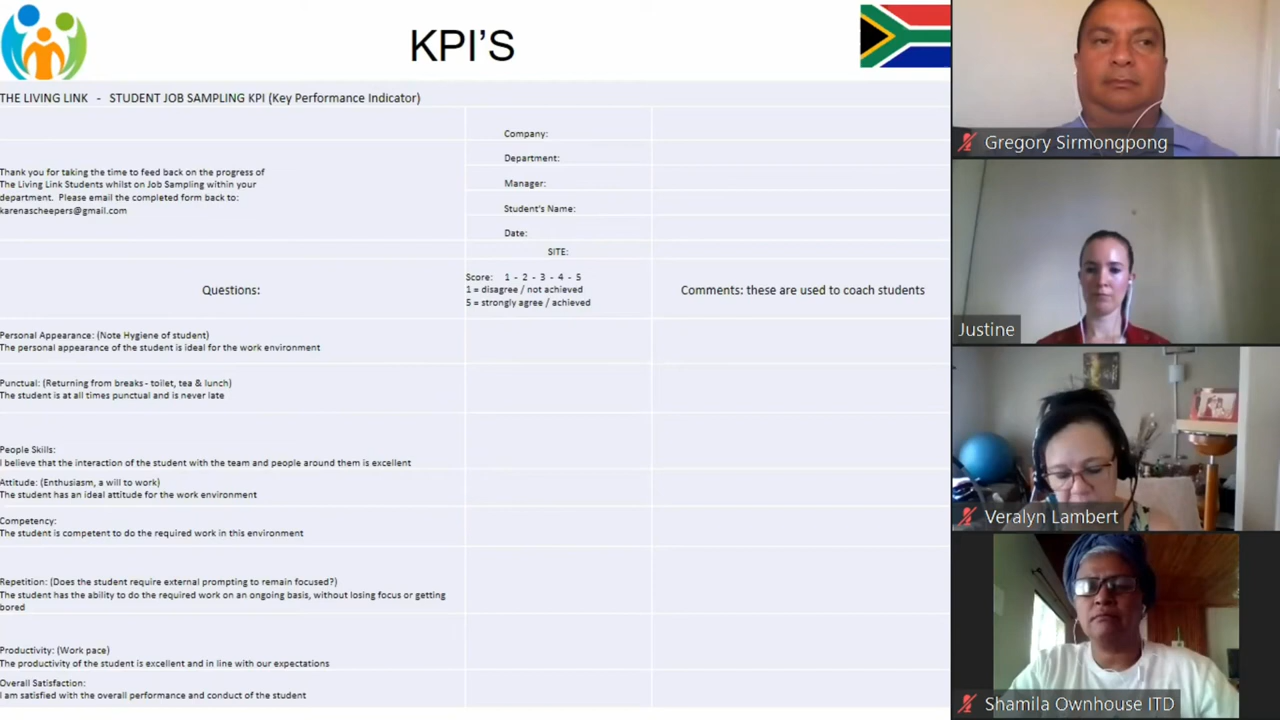 KPI'S
THE LIVING LINK - STUDENT JOB SAMPLING KPI (Key Performance Indicator)
Thank you for taking the time to feed back on the progress of
The Living Link Students whilst on Job Sampling within your
department. Please email the completed form back to:
karenascheepers@gmail.com
Company:
Department:
Manager:
Student's Name:
Date:
SITE:
Questions:
Score: 1 - 2 - 3 - 4 - 5
1 = disagree / not achieved
5 = strongly agree / achieved
Comments: these are used to coach students
Personal Appearance: (Note Hygiene of student)
The personal appearance of the student is ideal for the work environment
Punctual: (Returning from breaks - toilet, tea & lunch)
The student is at all times punctual and is never late
People Skills:
I believe that the interaction of the student with the team and people around them is excellent
Attitude: (Enthusiasm, a will to work)
The student has an ideal attitude for the work environment
Competency:
The student is competent to do the required work in this environment
Repetition: (Does the student require external prompting to remain focused?)
The student has the ability to do the required work on an ongoing basis, without losing focus or getting
bored
Productivity: (Work pace)
The productivity of the student is excellent and in line with our expectations
Overall Satisfaction:
I am satisfied with the overall performance and conduct of the student
Gregory Sirmongpong
Justine
Veralyn Lambert
Shamila Ownhouse ITD